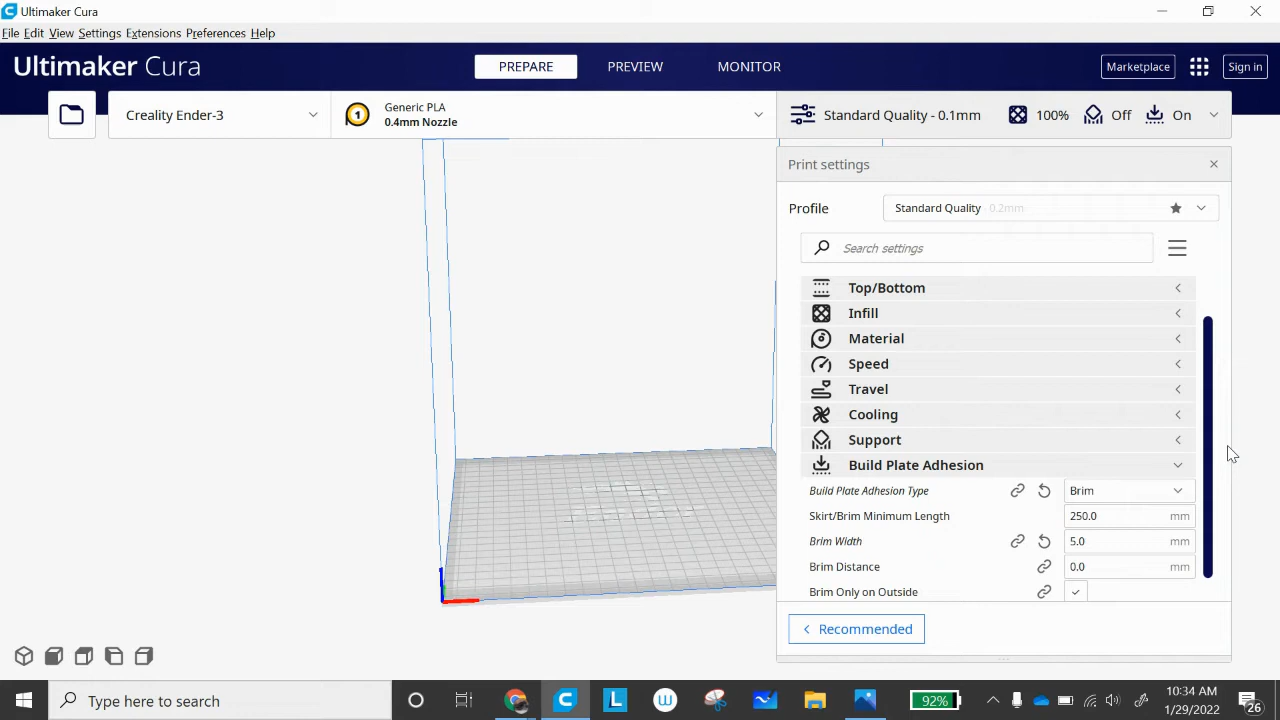 Ultimaker Cura
File Edit View Settings Extensions Preferences Help
Ultimaker Cura
PREPARE
PREVIEW
MONITOR
Marketplace
Sign in
Creality Ender-3
1
Generic PLA
0.4mm Nozzle
Standard Quality - 0.1mm
100%
Off
On
Print settings
Profile
Standard Quality 0.2mm
Search settings
Top/Bottom
Infill
Material
Speed
Travel
Cooling
Support
Build Plate Adhesion
Build Plate Adhesion Type Brim
Skirt/Brim Minimum Length 250.0 mm
Brim Width 5.0 mm
Brim Distance 0.0 mm
Brim Only on Outside
Recommended
Type here to search
L
W
92%
10:34 AM
1/29/2022
26